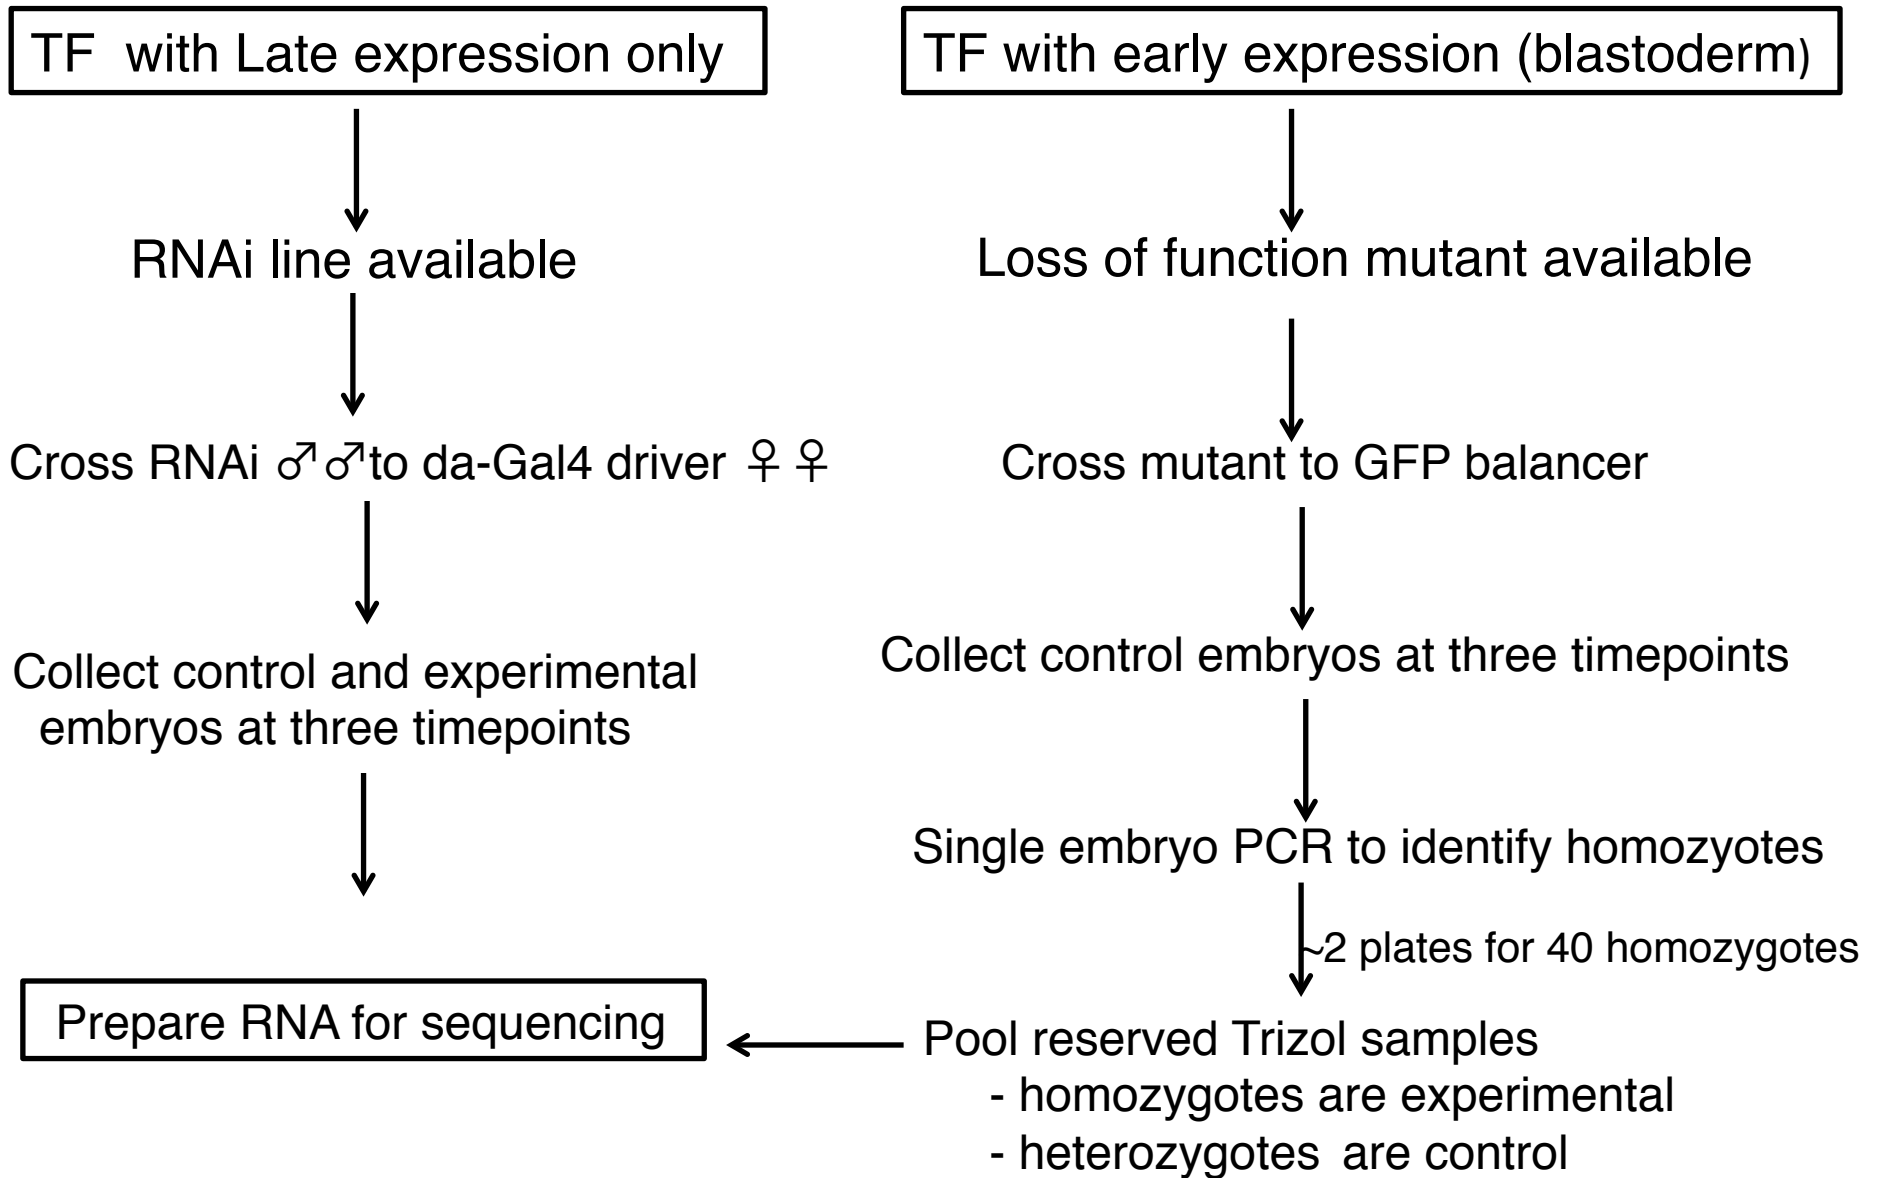 TF with Late expression only
RNAi line available
Cross RNAi ♂♂to da-Gal4 driver ♀♀
Collect control and experimental
embryos at three timepoints
Prepare RNA for sequencing
TF with early expression (blastoderm)
Loss of function mutant available
Cross mutant to GFP balancer
Collect control embryos at three timepoints
Single embryo PCR to identify homozyotes
~2 plates for 40 homozygotes
Pool reserved Trizol samples
- homozygotes are experimental
- heterozygotes are control